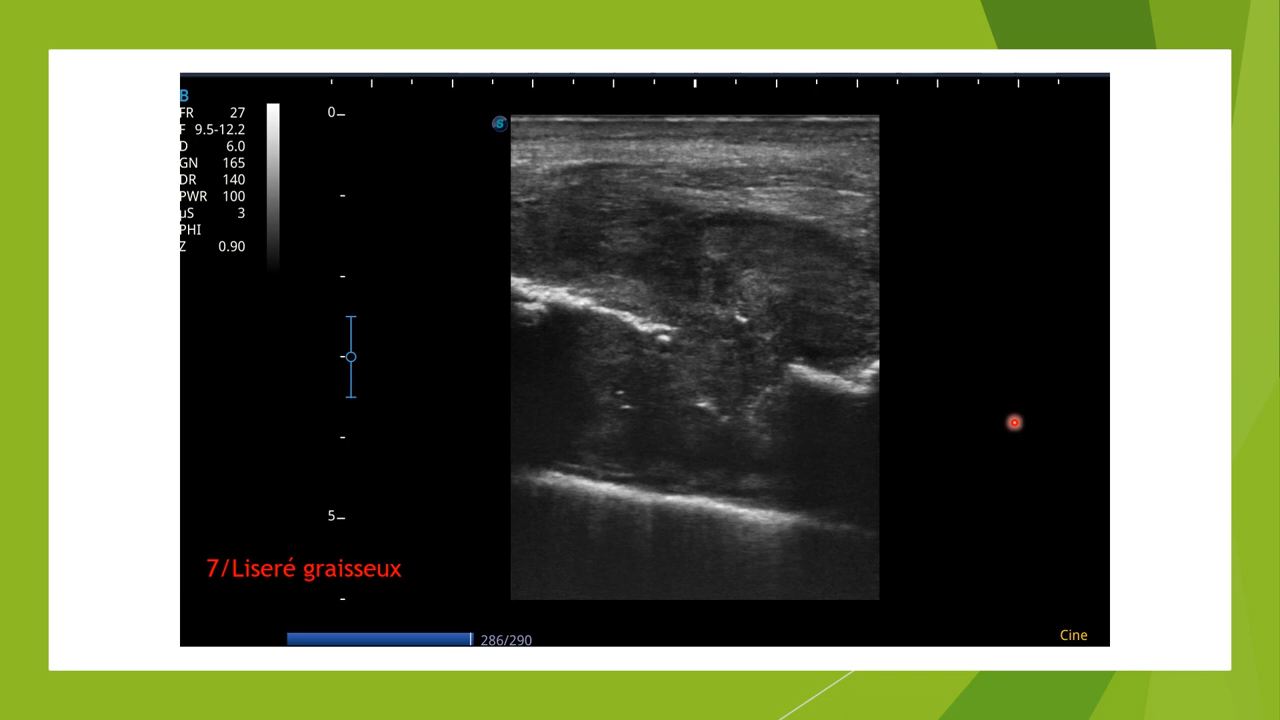 B
FR 27
F 9.5-12.2
D 6.0
GN 165
DR 140
PWR 100
µS 3
PHI
Z 0.90
0
S
5
7/Liseré graisseux
286/290
Cine